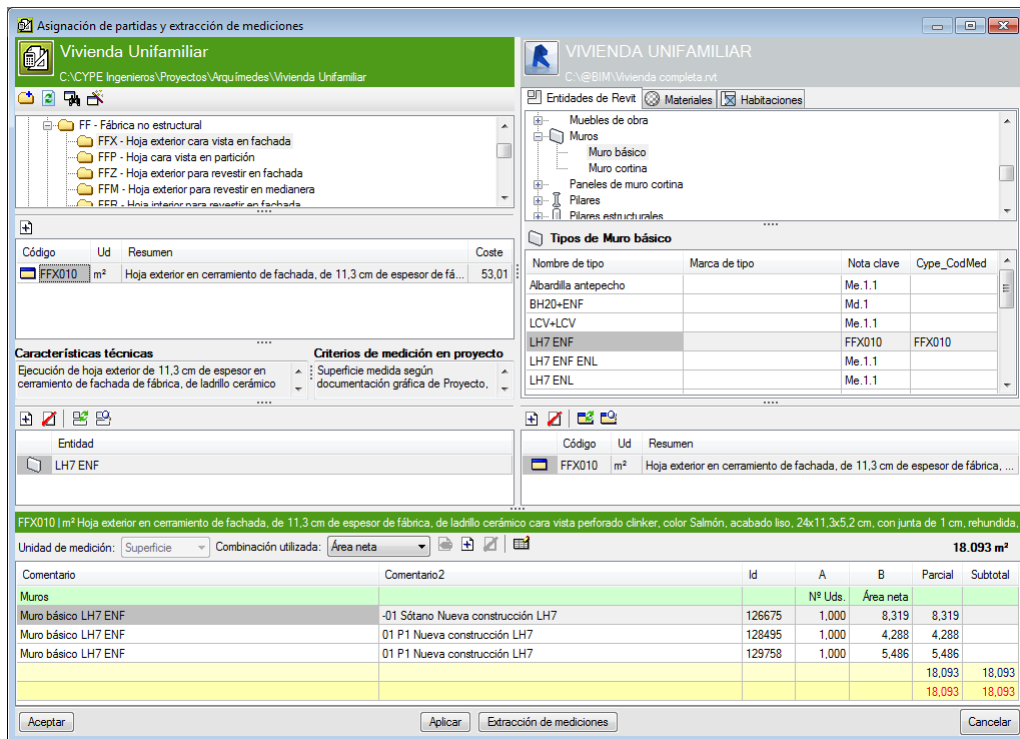 Asignación de partidas y extracción de mediciones
Vivienda Unifamiliar
C:\CYPE Ingenieros\Proyectos\Arquímedes\Vivienda Unifamiliar
FF - Fábrica no estructural
FFX - Hoja exterior cara vista en fachada
FFP - Hoja cara vista en partición
FFZ - Hoja exterior para revestir en fachada
FFM - Hoja exterior para revestir en medianera
FFR - Hoja interior para revestir en fachada
Código Ud Resumen Coste
FFX010 m² Hoja exterior en cerramiento de fachada, de 11,3 cm de espesor de fá... 53,01
Características técnicas
Ejecución de hoja exterior de 11,3 cm de espesor en
cerramiento de fachada de fábrica, de ladrillo cerámico
Criterios de medición en proyecto
Superficie medida según
documentación gráfica de Proyecto,
Entidad
LH7 ENF
R
VIVIENDA UNIFAMILIAR
C:\@BIM\Vivienda completa.rvt
Entidades de Revit Materiales Habitaciones
Muebles de obra
Muros
Muro básico
Muro cortina
Paneles de muro cortina
Pilares
Pilares estructurales
Tipos de Muro básico
Nombre de tipo Marca de tipo Nota clave Cype_CodMed
Albardilla antepecho Me.1.1
BH20+ENF Md.1
LCV+LCV Me.1.1
LH7 ENF FFX010 FFX010
LH7 ENF ENL Me.1.1
LH7 ENL Me.1.1
Código Ud Resumen
FFX010 m² Hoja exterior en cerramiento de fachada, de 11,3 cm de espesor de fábrica, ...
FFX010 | m² Hoja exterior en cerramiento de fachada, de 11,3 cm de espesor de fábrica, de ladrillo cerámico cara vista perforado clinker, color Salmón, acabado liso, 24x11,3x5,2 cm, con junta de 1 cm, rehundida,
Unidad de medición: Superficie Combinación utilizada: Área neta 18.093 m²
Comentario Comentario2 Id A B Parcial Subtotal
Muros Nº Uds. Área neta
Muro básico LH7 ENF -01 Sótano Nueva construcción LH7 126675 1,000 8,319 8,319
Muro básico LH7 ENF 01 P1 Nueva construcción LH7 128495 1,000 4,288 4,288
Muro básico LH7 ENF 01 P1 Nueva construcción LH7 129758 1,000 5,486 5,486
18,093 18,093
18,093 18,093
Aceptar Aplicar Extracción de mediciones Cancelar